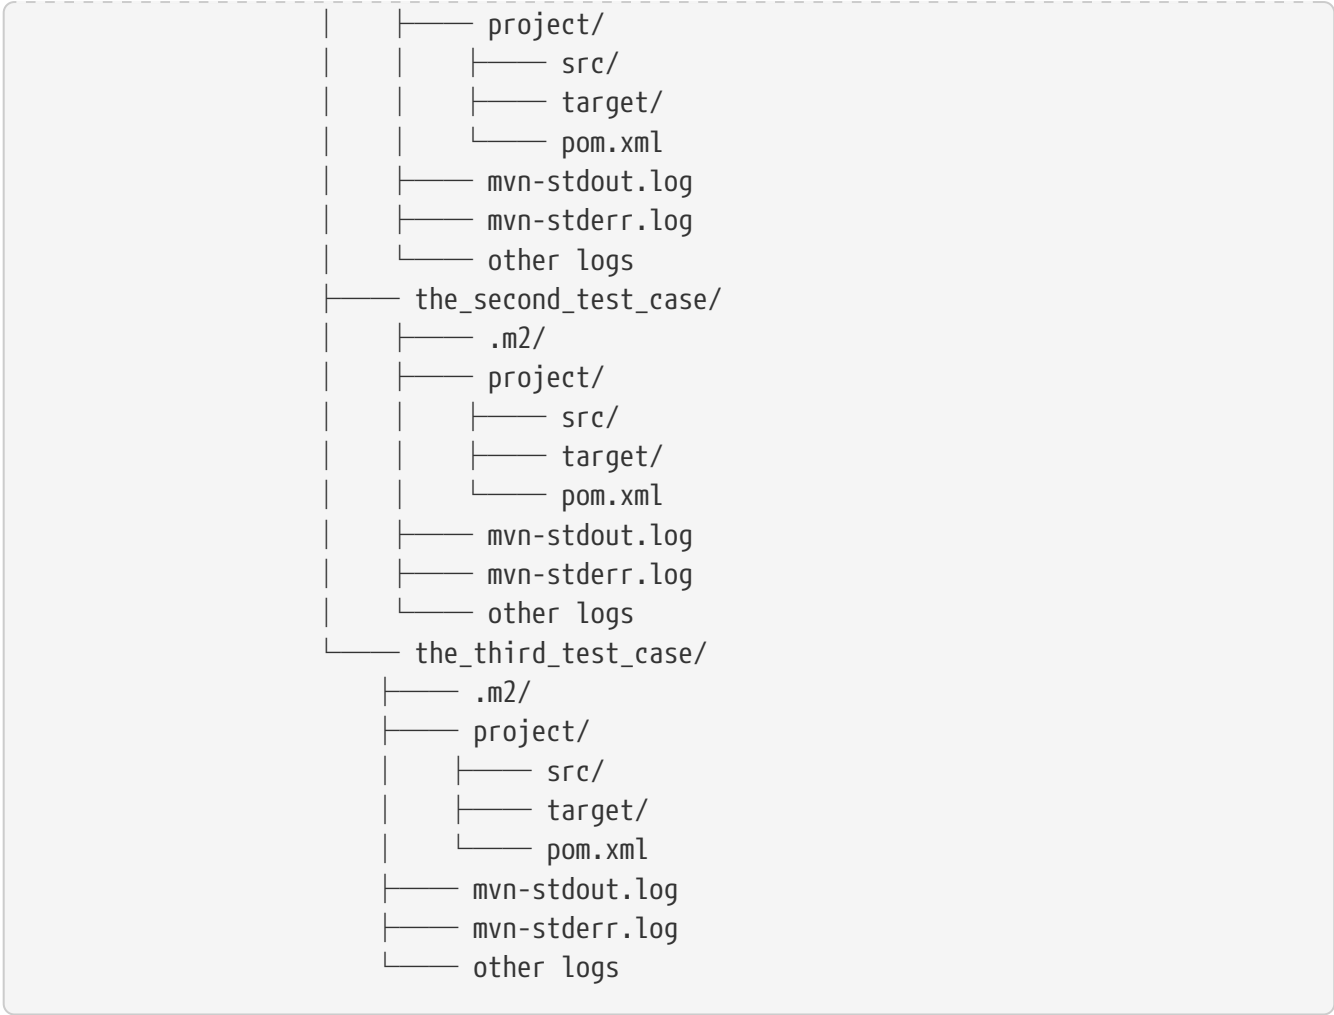 │    ├──── project/
│    │    ├──── src/
│    │    ├──── target/
│    │    └──── pom.xml
│    ├──── mvn-stdout.log
│    ├──── mvn-stderr.log
│    └──── other logs
├──── the_second_test_case/
│    ├──── .m2/
│    ├──── project/
│    │    ├──── src/
│    │    ├──── target/
│    │    └──── pom.xml
│    ├──── mvn-stdout.log
│    ├──── mvn-stderr.log
│    └──── other logs
└──── the_third_test_case/
    ├──── .m2/
    ├──── project/
    │    ├──── src/
    │    ├──── target/
    │    └──── pom.xml
    ├──── mvn-stdout.log
    ├──── mvn-stderr.log
    └──── other logs